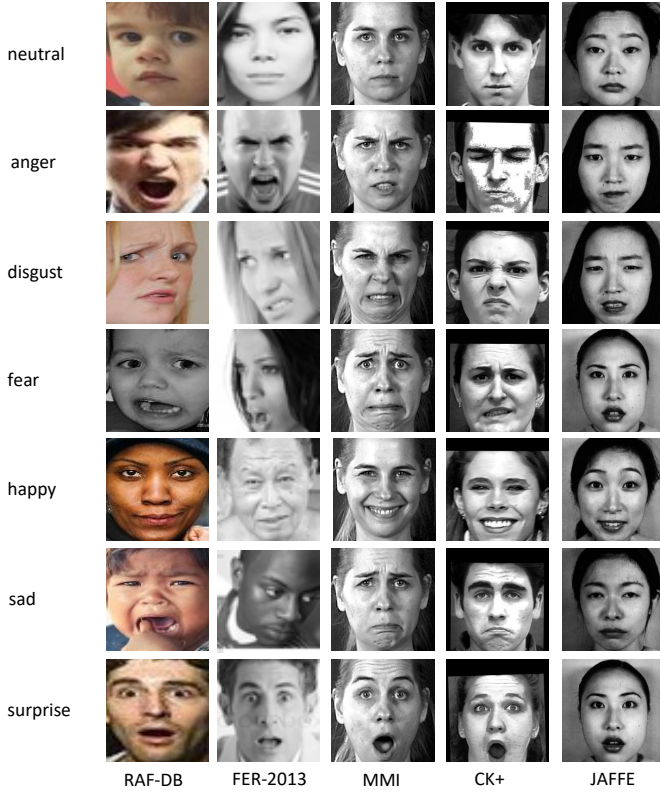 neutral
anger
disgust
fear
happy
sad
surprise
RAF-DB FER-2013 MMI CK+ JAFFE